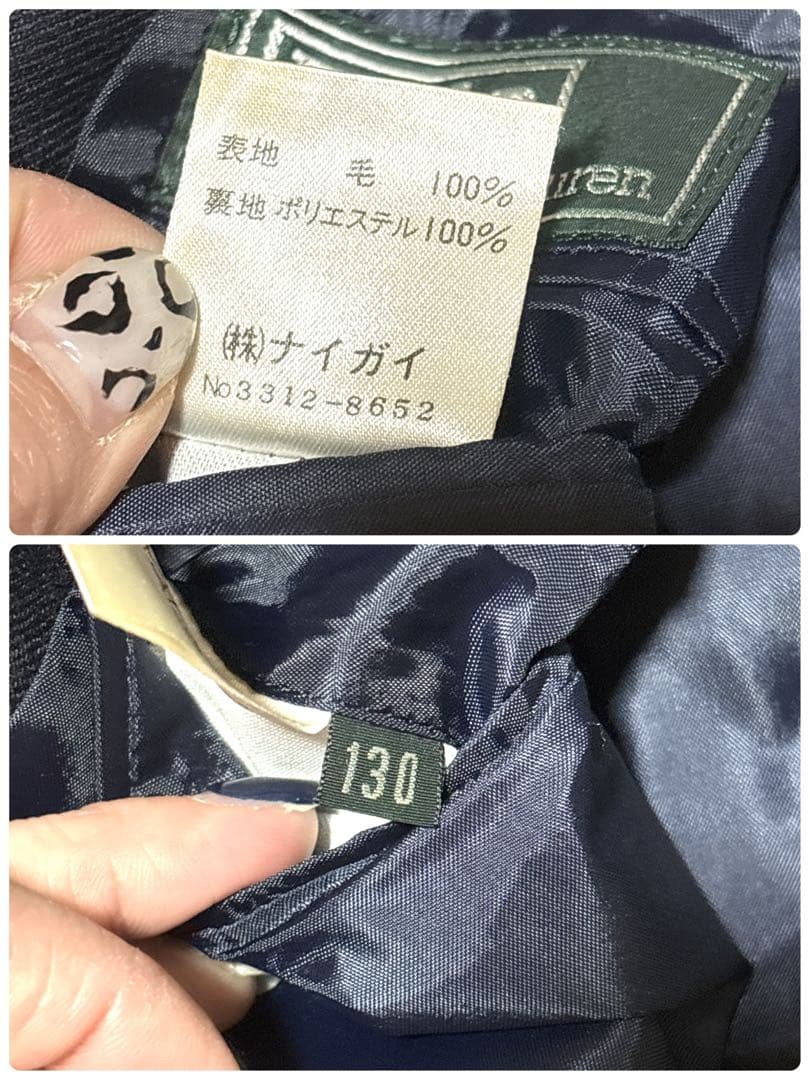 uren
表地 毛 100%
裏地 ポリエステル100%
(株)ナイガイ
No3312-8652
130